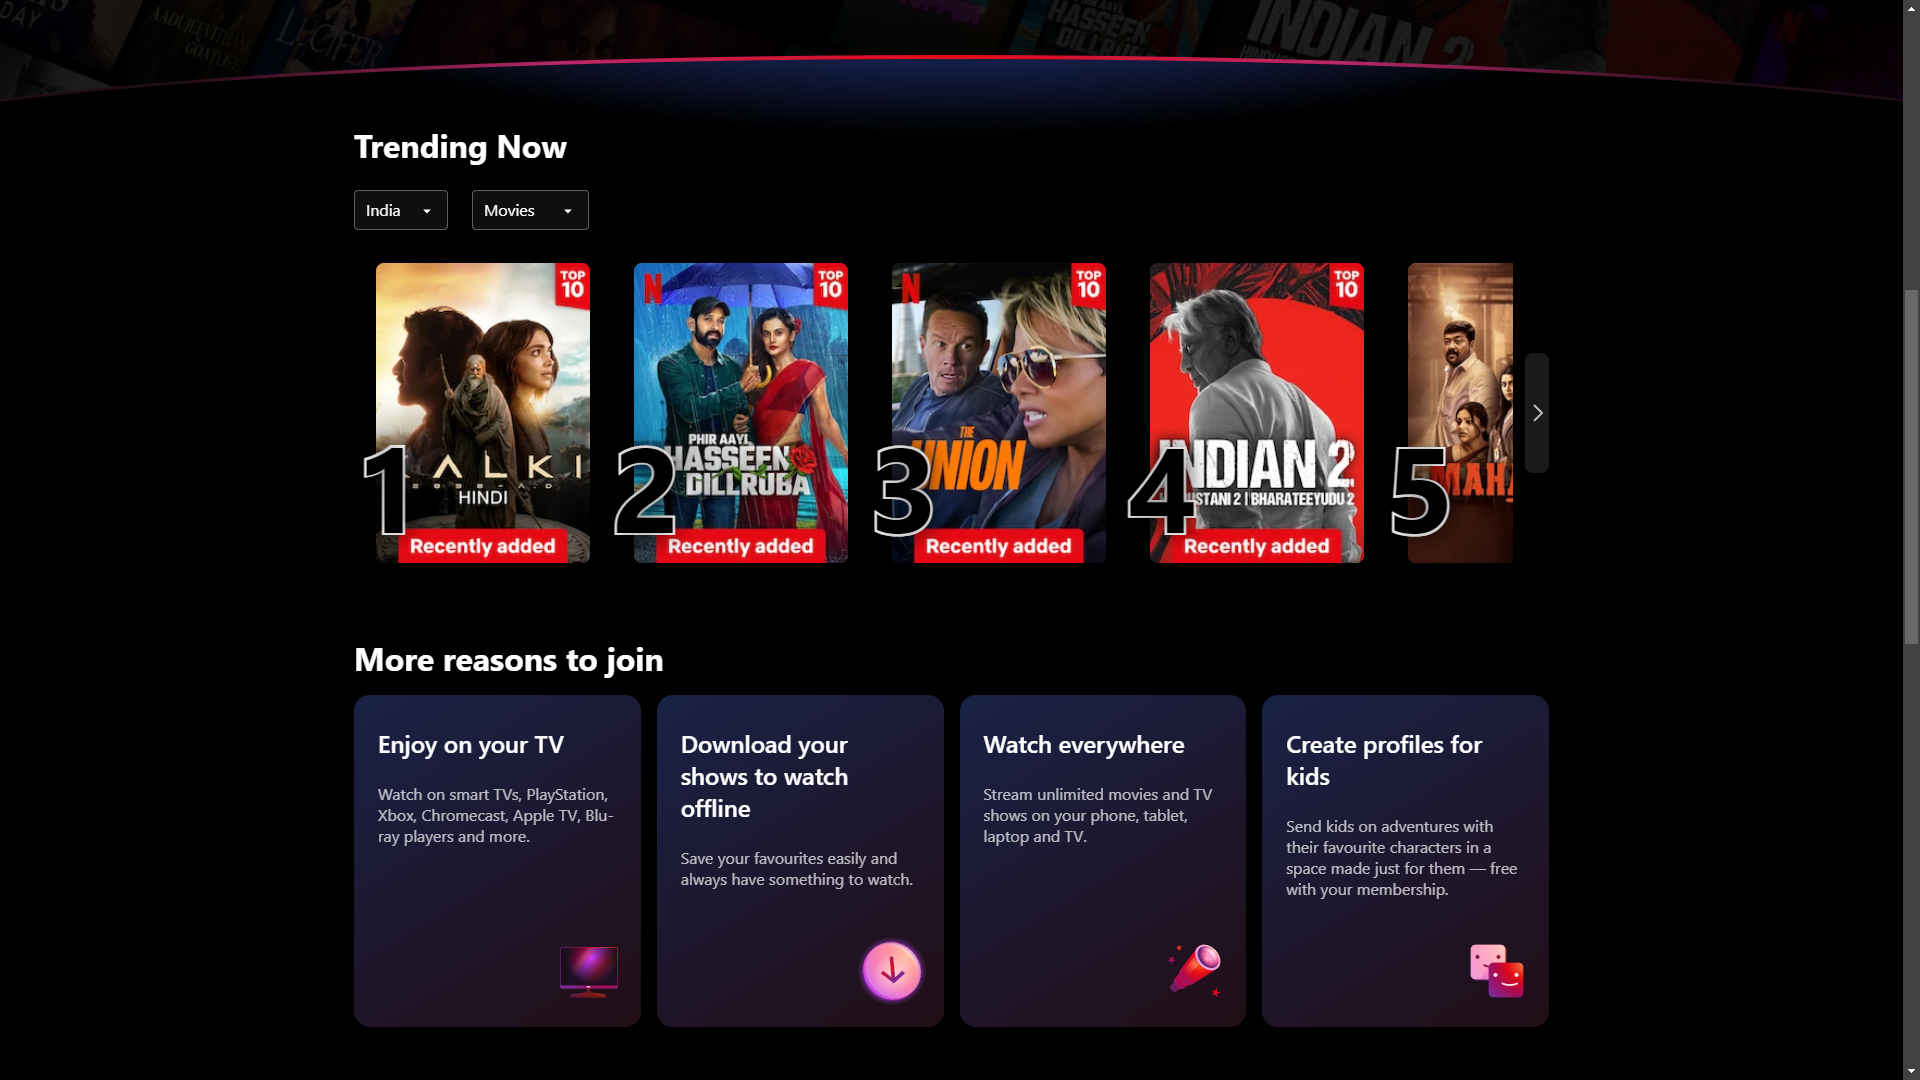 DAY
AADUJEEVITHAM
GOATLIFE
LUCIFER
TOPPER
PHIR AAYI
HASSEEN
DILLRUBA
INDIAN 2
Trending Now
India
Movies
TOP
10
ALKI
HINDI
1
Recently added
N
TOP
10
PHIR AAYI
HASSEEN
DILLRUBA
2
Recently added
N
TOP
10
THE
UNION
3
Recently added
TOP
10
INDIAN 2
STANI 2 | BHARATEEYUDU 2
4
Recently added
MAHA
5
More reasons to join
Enjoy on your TV
Watch on smart TVs, PlayStation,
Xbox, Chromecast, Apple TV, Blu-
ray players and more.
Download your
shows to watch
offline
Save your favourites easily and
always have something to watch.
Watch everywhere
Stream unlimited movies and TV
shows on your phone, tablet,
laptop and TV.
Create profiles for
kids
Send kids on adventures with
their favourite characters in a
space made just for them — free
with your membership.